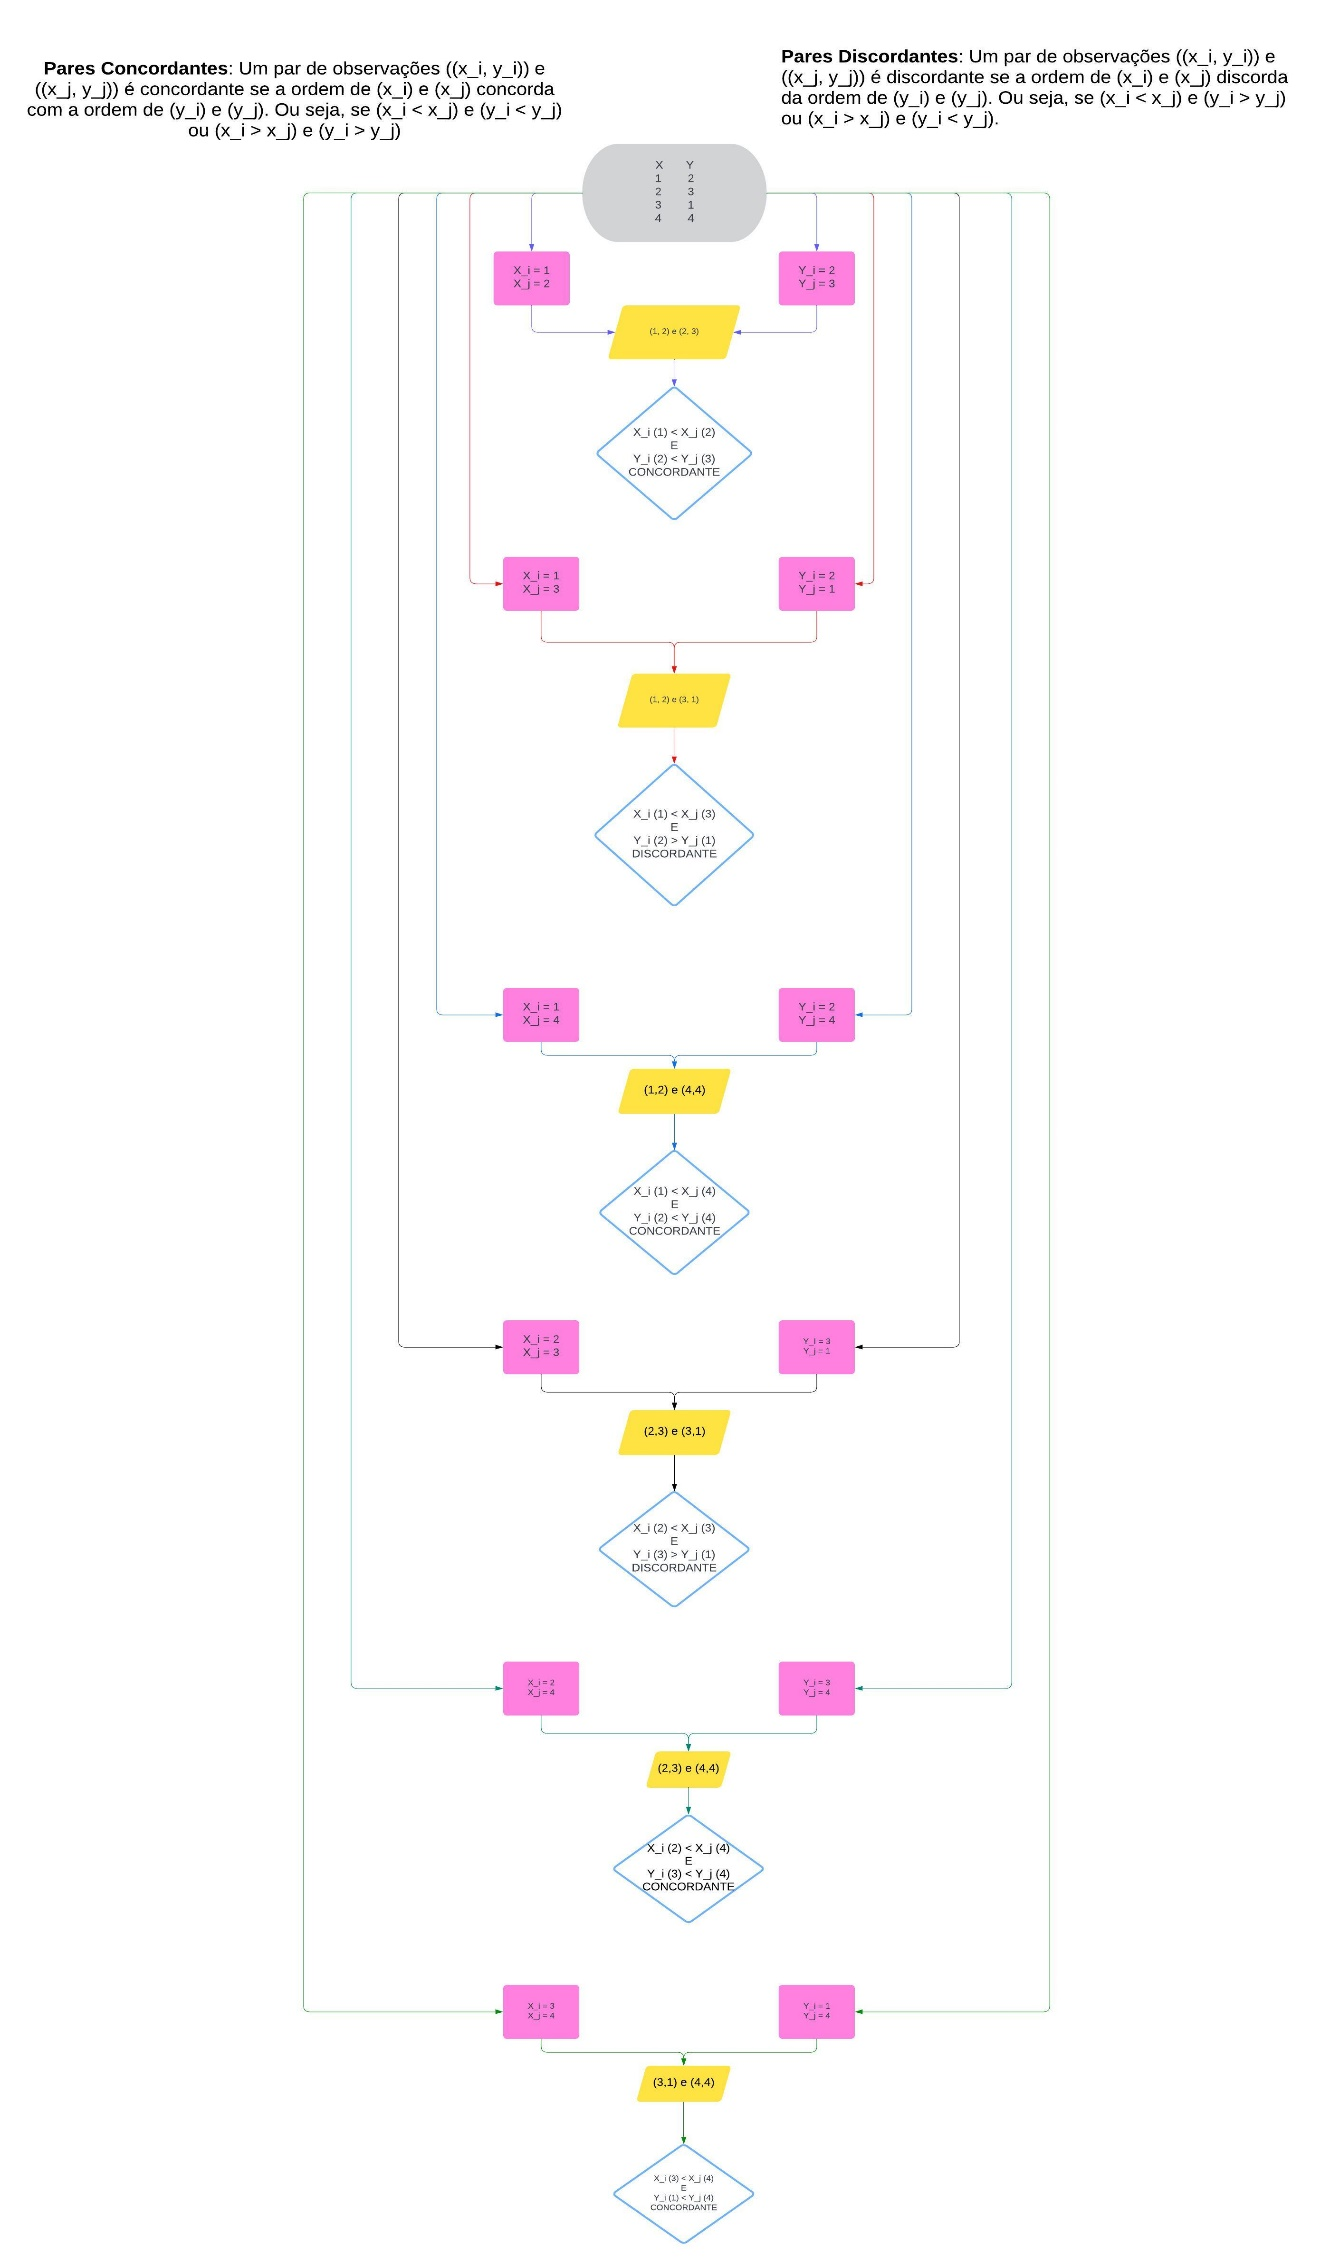 Pares Concordantes: Um par de observações ((x_i, y_i)) e
((x_j, y_j)) é concordante se a ordem de (x_i) e (x_j) concorda
com a ordem de (y_i) e (y_j). Ou seja, se (x_i < x_j) e (y_i < y_j)
ou (x_i > x_j) e (y_i > y_j)
Pares Discordantes: Um par de observações ((x_i, y_i)) e
((x_j, y_j)) é discordante se a ordem de (x_i) e (x_j) discorda
da ordem de (y_i) e (y_j). Ou seja, se (x_i < x_j) e (y_i > y_j)
ou (x_i > x_j) e (y_i < y_j).
X Y
1 2
2 3
3 1
4 4
X_i = 1
X_j = 2
Y_i = 2
Y_j = 3
(1, 2) e (2, 3)
X_i (1) < X_j (2)
E
Y_i (2) < Y_j (3)
CONCORDANTE
X_i = 1
X_j = 3
Y_i = 2
Y_j = 1
(1, 2) e (3, 1)
X_i (1) < X_j (3)
E
Y_i (2) > Y_j (1)
DISCORDANTE
X_i = 1
X_j = 4
Y_i = 2
Y_j = 4
(1,2) e (4,4)
X_i (1) < X_j (4)
E
Y_i (2) < Y_j (4)
CONCORDANTE
X_i = 2
X_j = 3
Y_i = 3
Y_j = 1
(2,3) e (3,1)
X_i (2) < X_j (3)
E
Y_i (3) > Y_j (1)
DISCORDANTE
X_i = 2
X_j = 4
Y_i = 3
Y_j = 4
(2,3) e (4,4)
X_i (2) < X_j (4)
E
Y_i (3) < Y_j (4)
CONCORDANTE
X_i = 3
X_j = 4
Y_i = 1
Y_j = 4
(3,1) e (4,4)
X_i (3) < X_j (4)
E
Y_i (1) < Y_j (4)
CONCORDANTE